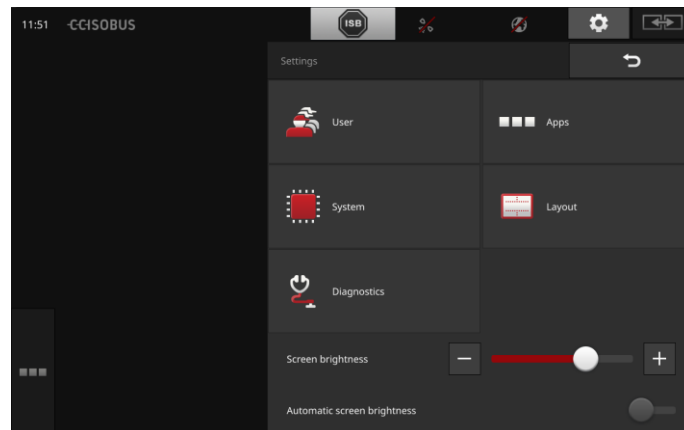 11:51 CCISOBUS ISB
Settings
User Apps
System Layout
Diagnostics
Screen brightness
Automatic screen brightness